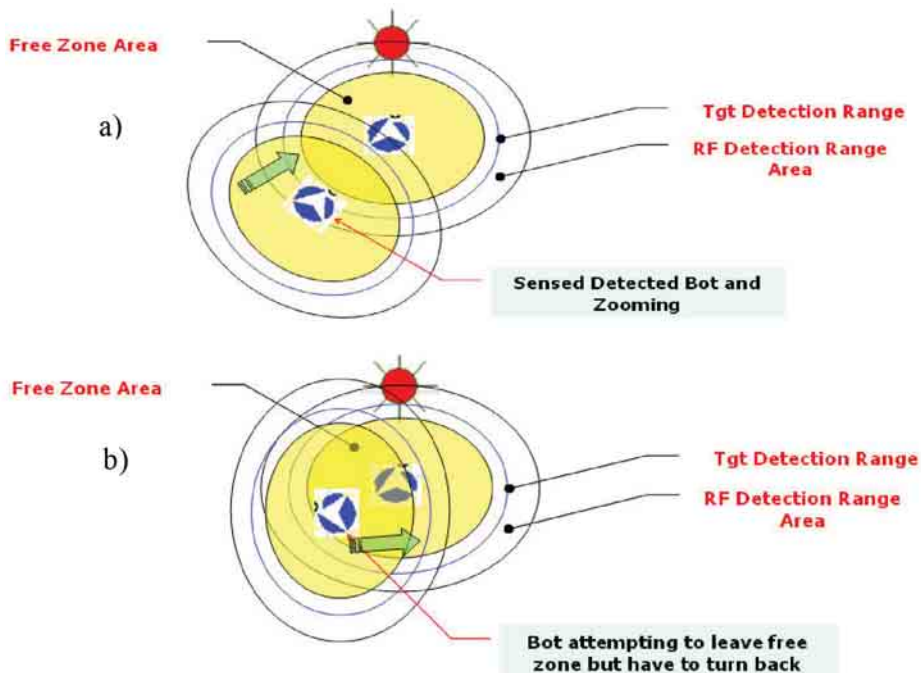 Free Zone Area
a)
Tgt Detection Range
RF Detection Range
Area
Sensed Detected Bot and
Zooming
Free Zone Area
b)
Tgt Detection Range
RF Detection Range
Area
Bot attempting to leave free
zone but have to turn back